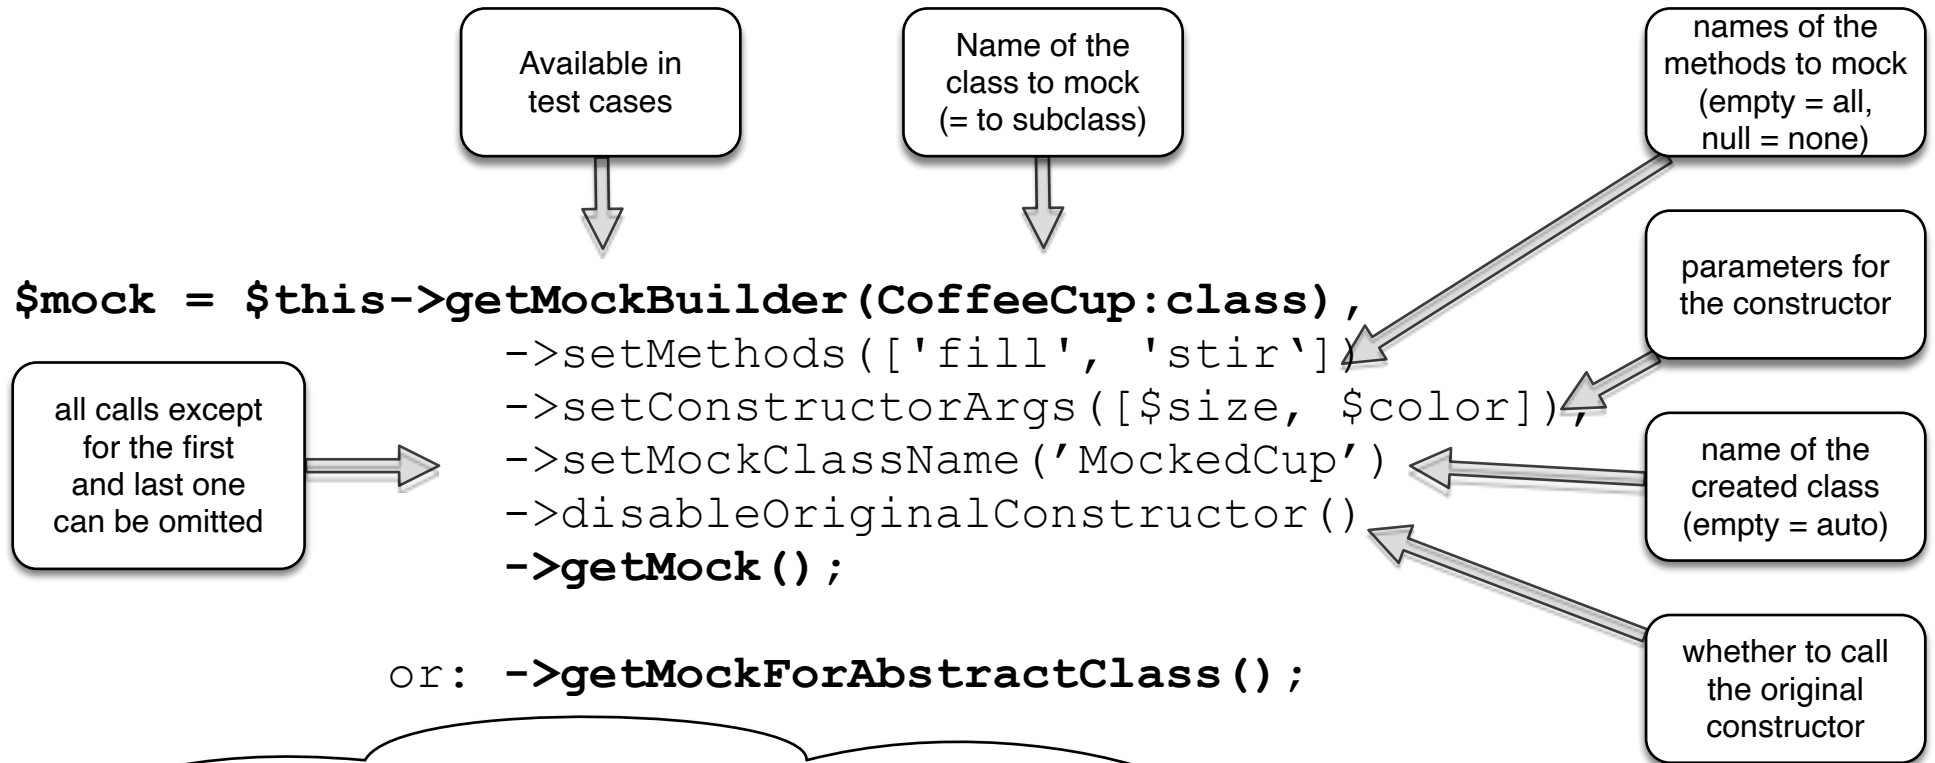 Available in
test cases
Name of the
class to mock
(= to subclass)
names of the
methods to mock
(empty = all,
null = none)
$mock = $this->getMockBuilder(CoffeeCup:class),
->setMethods(['fill', 'stir‵])
->setConstructorArgs([$size, $color]),
->setMockClassName(’MockedCup’)
->disableOriginalConstructor()
->getMock();
or: ->getMockForAbstractClass();
all calls except
for the first
and last one
can be omitted
parameters for
the constructor
name of the
created class
(empty = auto)
whether to call
the original
constructor